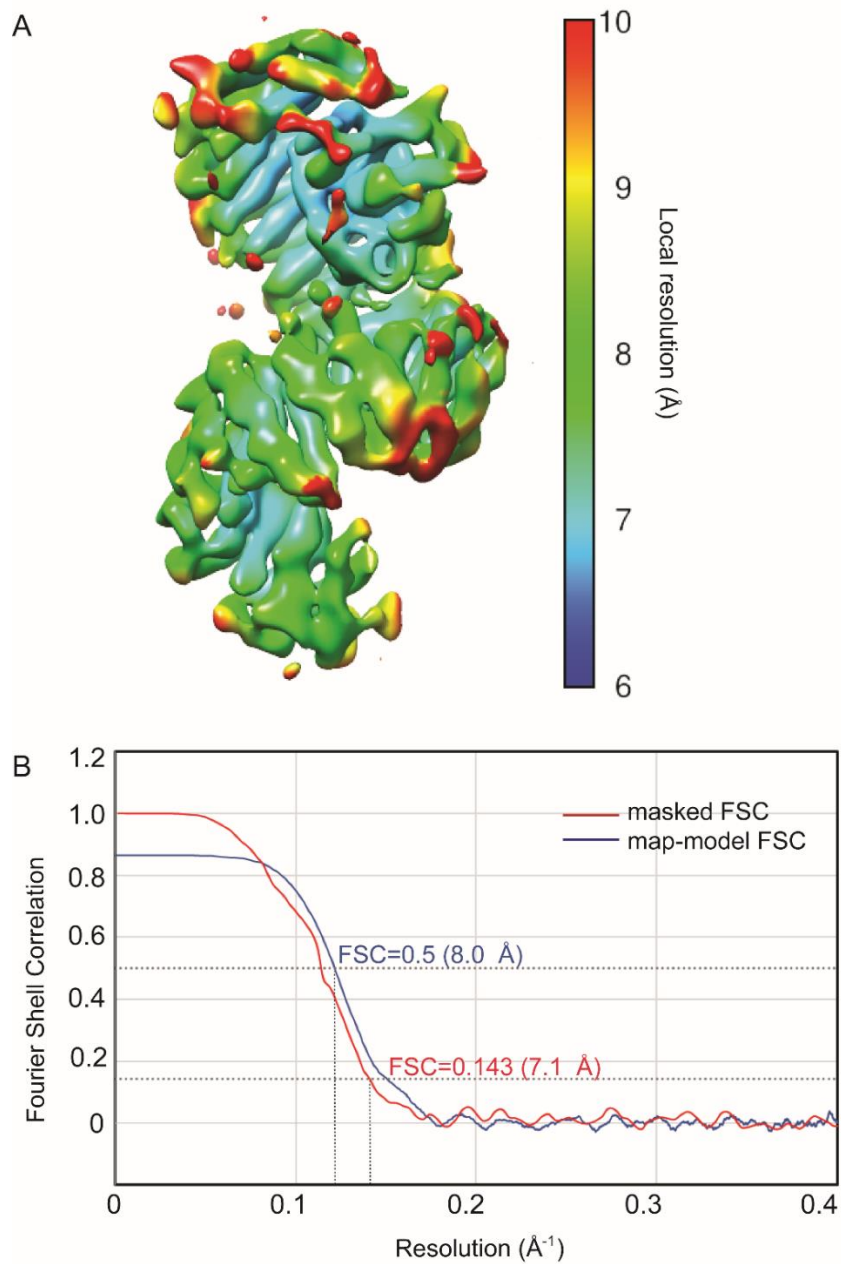 A
10
9
8
7
6
Local resolution (Å)
B
1.2
1.0
0.8
0.6
0.4
0.2
0
Fourier Shell Correlation
masked FSC
map-model FSC
FSC=0.5 (8.0 Å)
FSC=0.143 (7.1 Å)
0
0.1
0.2
0.3
0.4
Resolution (Å⁻¹)